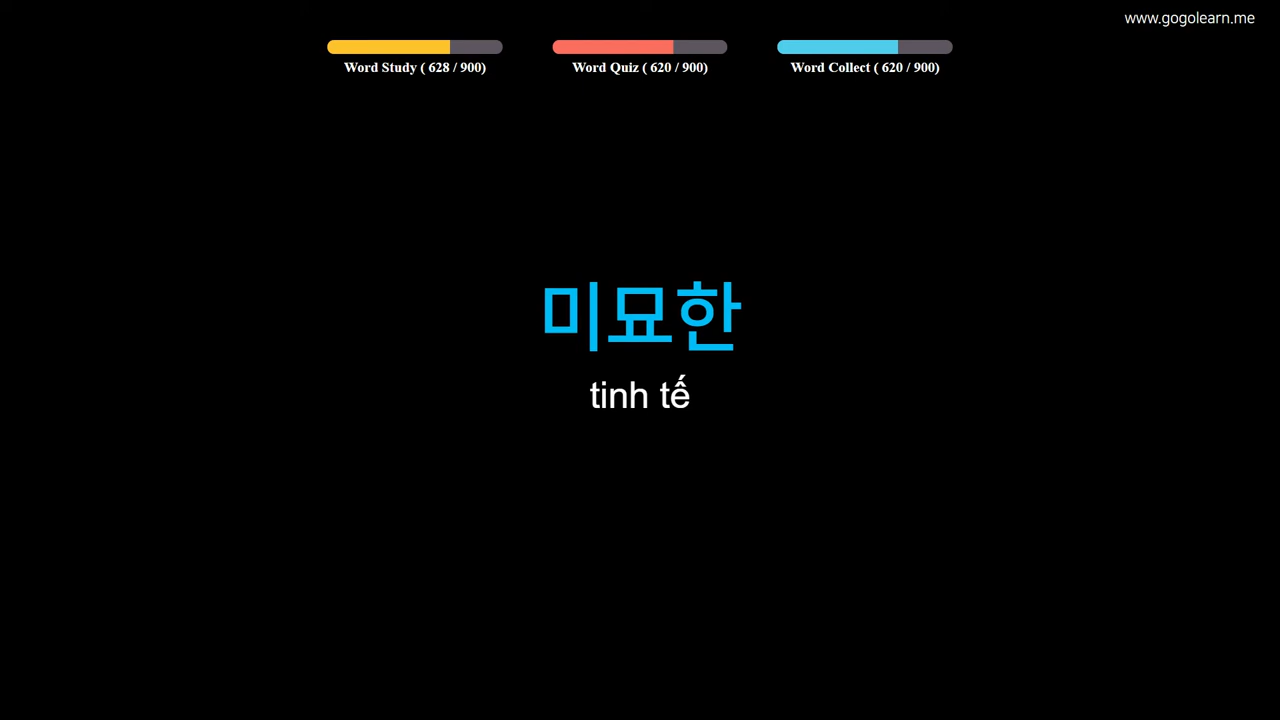 www.gogolearn.me
Word Study ( 628 / 900)
Word Quiz ( 620 / 900)
Word Collect ( 620 / 900)
미묘한
tinh tế